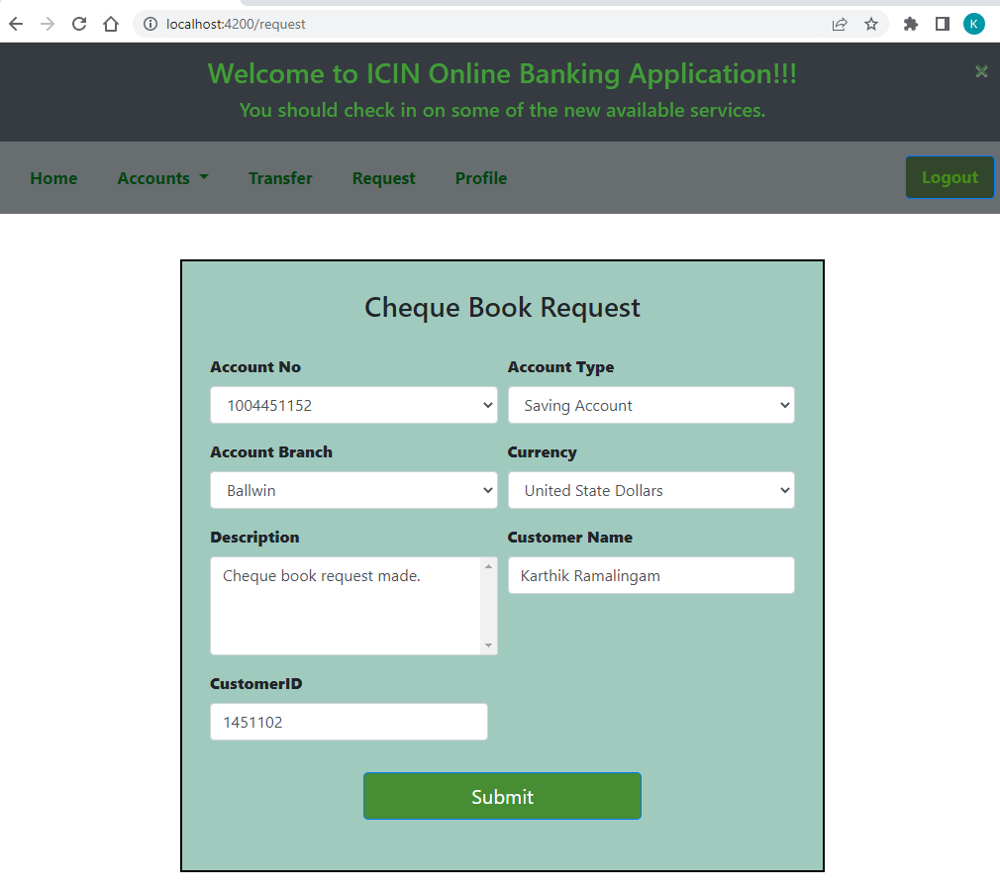 localhost:4200/request
K
Welcome to ICIN Online Banking Application!!!
×
You should check in on some of the new available services.
Home Accounts Transfer Request Profile Logout
Cheque Book Request
Account No Account Type
1004451152 Saving Account
Account Branch Currency
Ballwin United State Dollars
Description Customer Name
Cheque book request made. Karthik Ramalingam
CustomerID
1451102
Submit